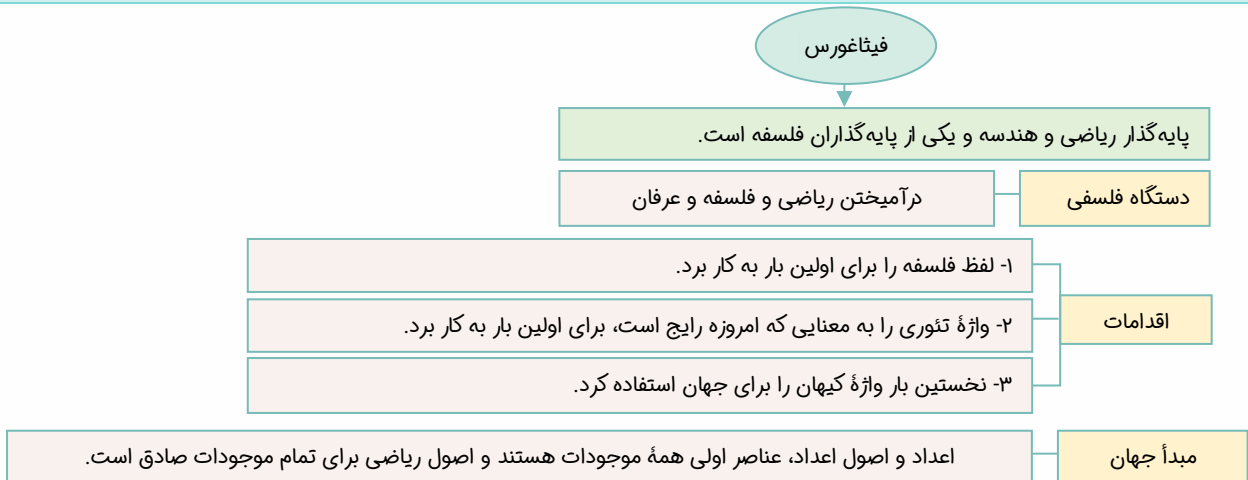 فیثاغورس
پایه‌گذار ریاضی و هندسه و یکی از پایه‌گذاران فلسفه است.
دستگاه فلسفی
درآمیختن ریاضی و فلسفه و عرفان
اقدامات
۱- لفظ فلسفه را برای اولین بار به کار برد.
۲- واژهٔ تئوری را به معنایی که امروزه رایج است، برای اولین بار به کار برد.
۳- نخستین بار واژهٔ کیهان را برای جهان استفاده کرد.
مبدأ جهان
اعداد و اصول اعداد، عناصر اولی همهٔ موجودات هستند و اصول ریاضی برای تمام موجودات صادق است.